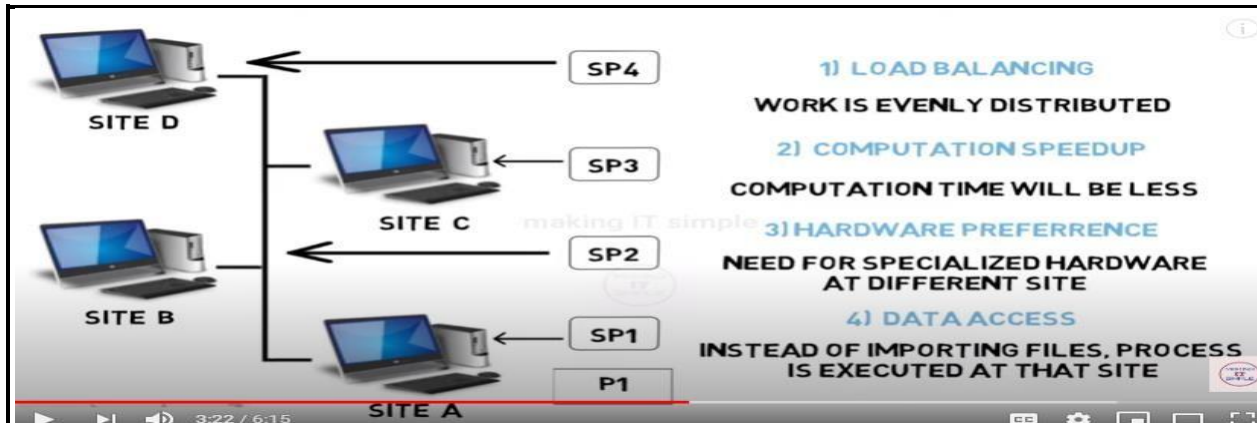 SP4
SITE D
SP3
SITE C
SP2
SITE B
SP1
P1
SITE A
1) LOAD BALANCING
WORK IS EVENLY DISTRIBUTED
2) COMPUTATION SPEEDUP
COMPUTATION TIME WILL BE LESS
making IT simple
3) HARDWARE PREFERRENCE
NEED FOR SPECIALIZED HARDWARE
AT DIFFERENT SITE
4) DATA ACCESS
INSTEAD OF IMPORTING FILES, PROCESS
IS EXECUTED AT THAT SITE
3:22 / 6:15
CC